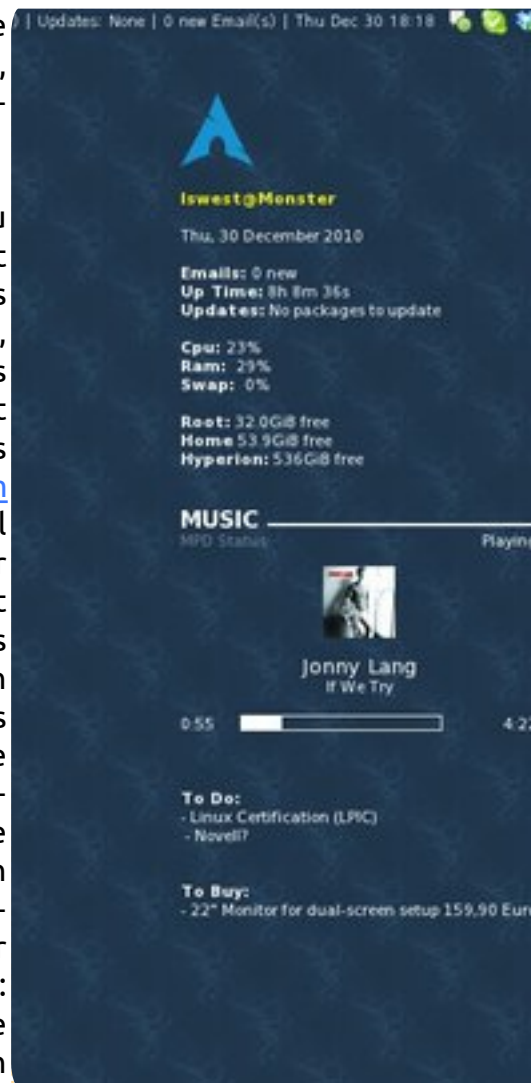 ) | Updates: None | 0 new Email(s) | Thu Dec 30 18:18
lswest@Monster
Thu, 30 December 2010
Emails: 0 new
Up Time: 8h 8m 36s
Updates: No packages to update
Cpu: 23%
Ram: 29%
Swap: 0%
Root: 32.0GiB free
Home 53.9GiB free
Hyperion: 536GiB free
MUSIC
MPD Status
Playing
Jonny Lang
If We Try
0:55 4:22
To Do:
- Linux Certification (LPIC)
- Novell?
To Buy:
- 22" Monitor for dual-screen setup 159,90 Eur